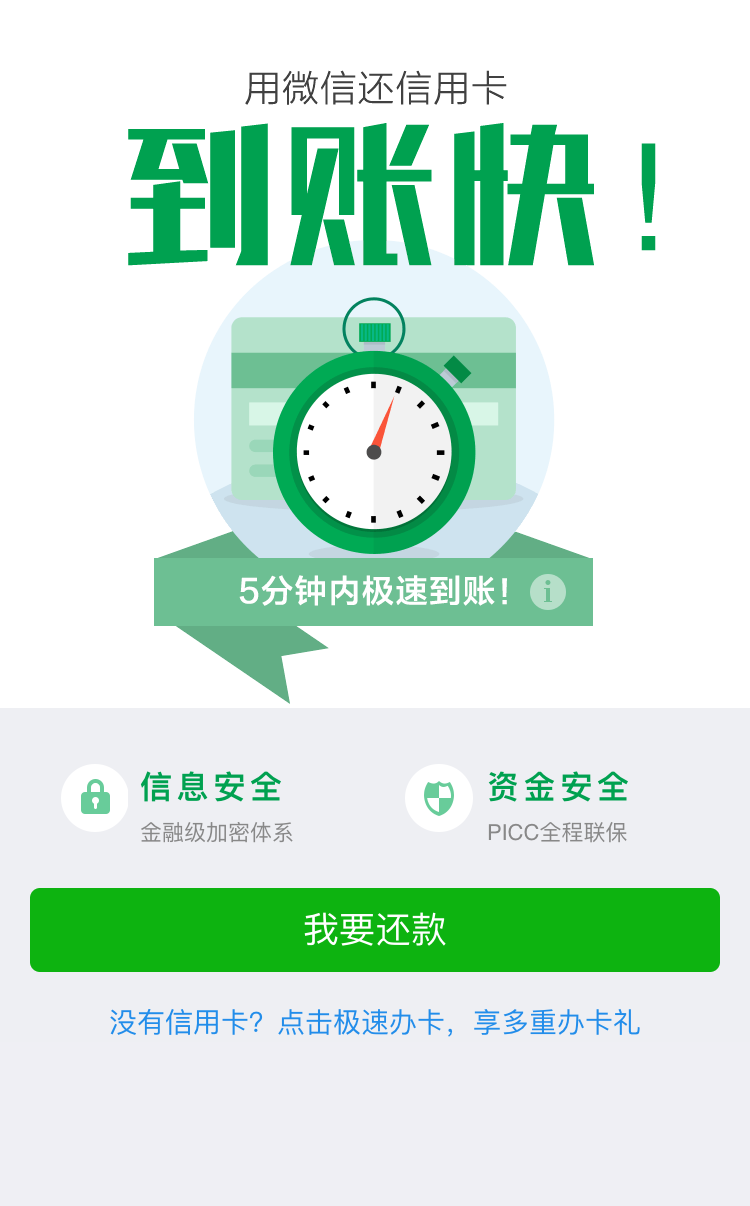 用微信还信用卡
到账快！
5分钟内极速到账！ i
信息安全
金融级加密体系
资金安全
PICC全程联保
我要还款
没有信用卡？点击极速办卡，享多重办卡礼